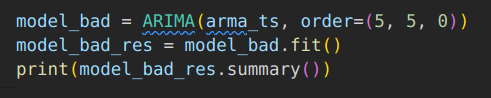 model_bad = ARIMA(arma_ts, order=(5, 5, 0))
model_bad_res = model_bad.fit()
print(model_bad_res.summary())